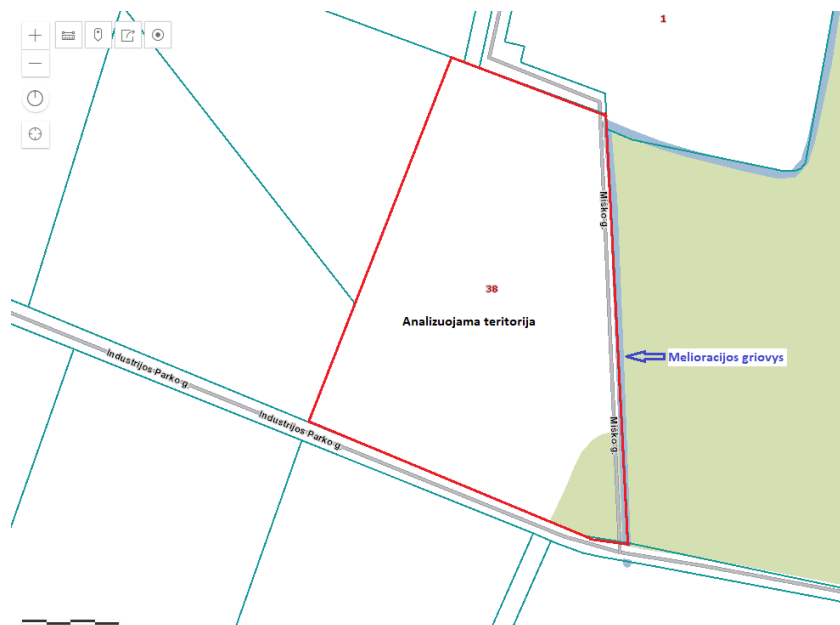 1
Miško g.
38
Analizuojama teritorija
Industrijos Parko g.
Melioracijos griovys
Industrijos Parko g.
Miško g.